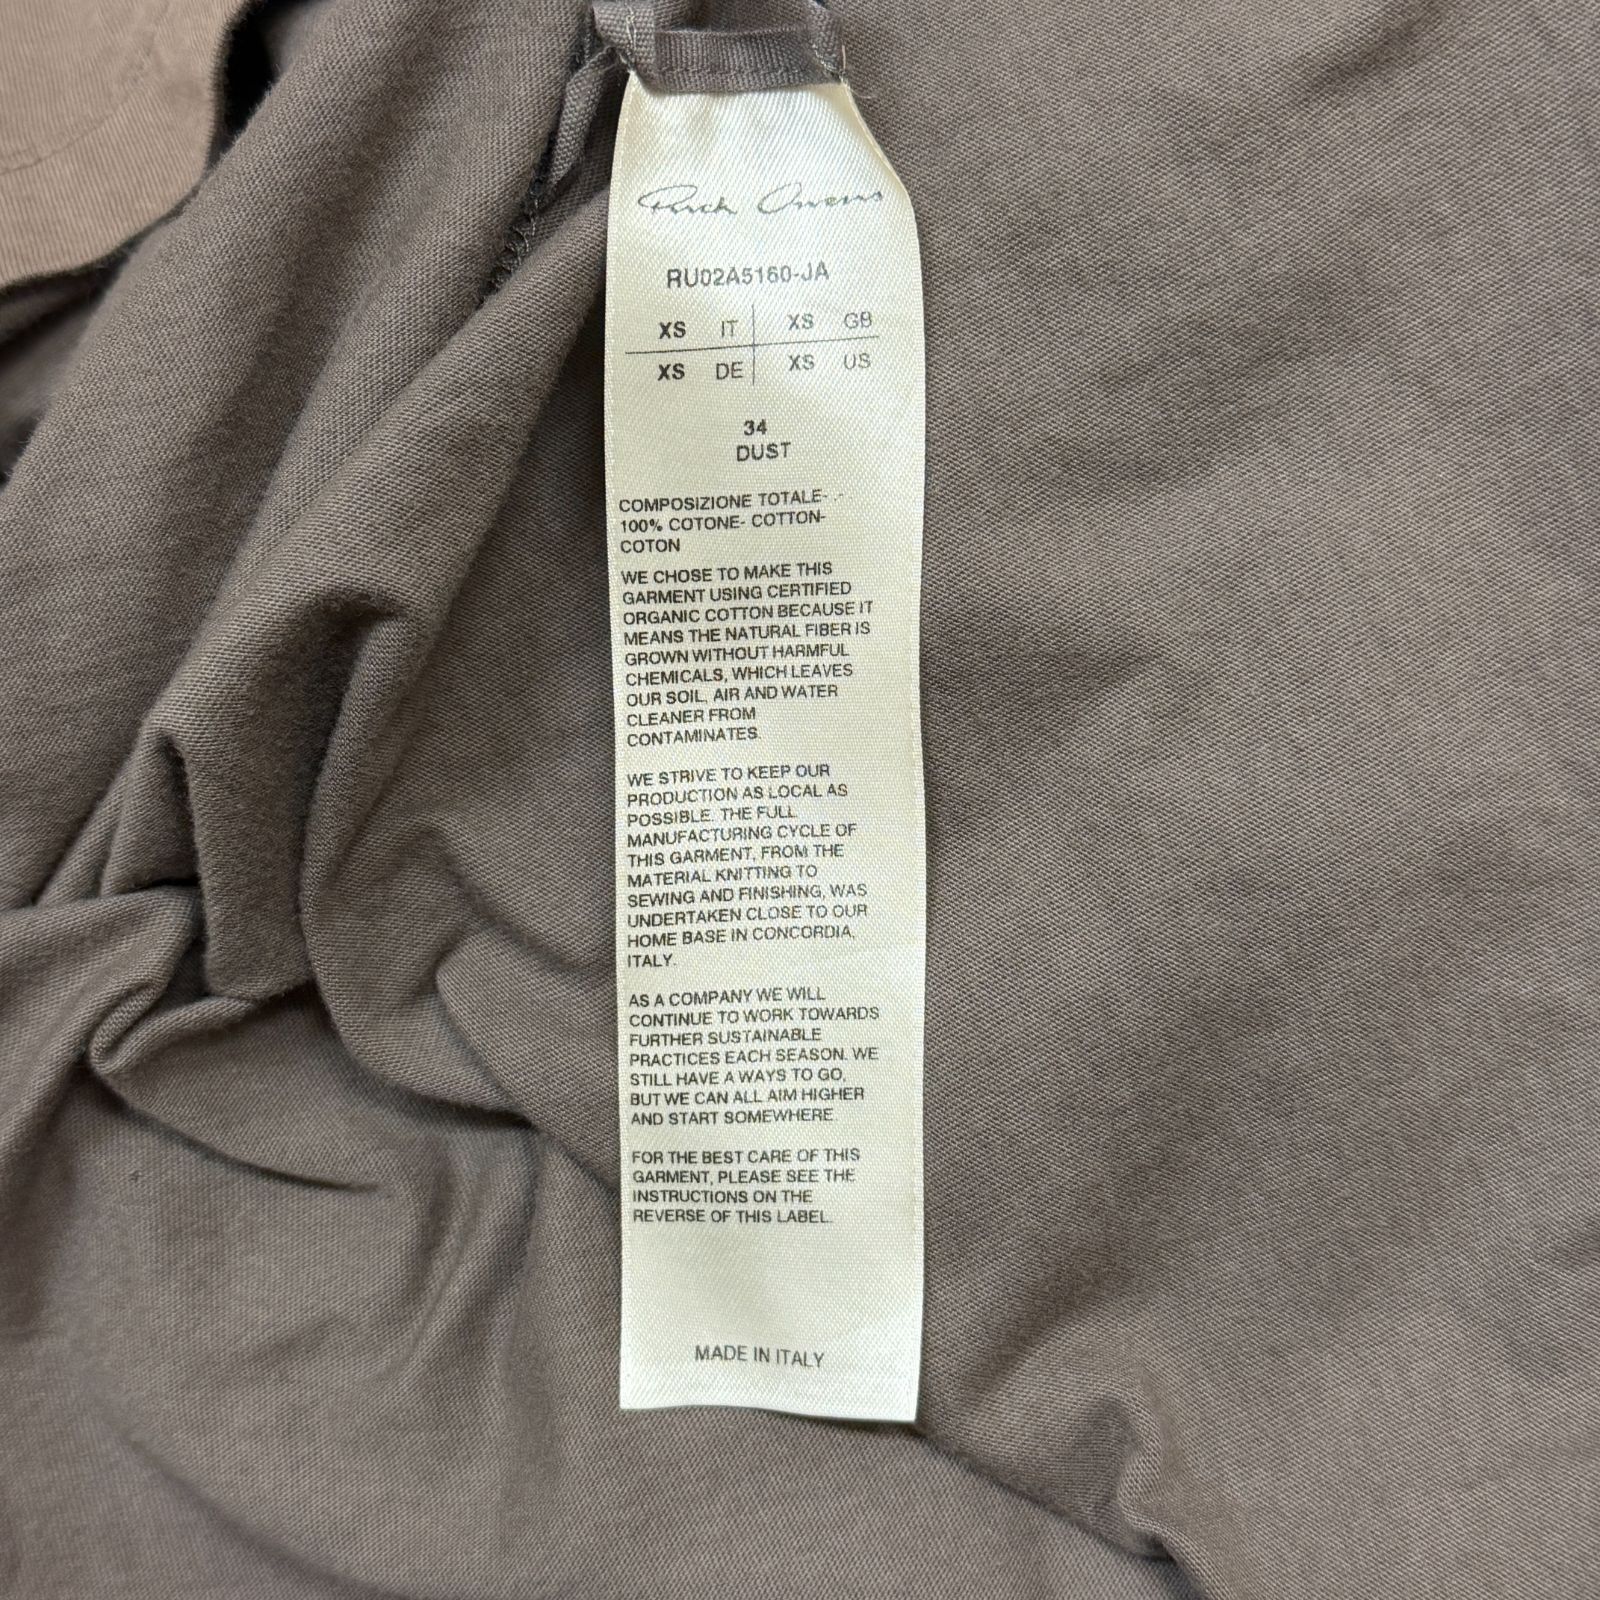 Rick Owens
RU02A5160-JA
XS IT XS GB
XS DE XS US
34
DUST
COMPOSIZIONE TOTALE- -
100% COTONE- COTTON-
COTON
WE CHOSE TO MAKE THIS
GARMENT USING CERTIFIED
ORGANIC COTTON BECAUSE IT
MEANS THE NATURAL FIBER IS
GROWN WITHOUT HARMFUL
CHEMICALS, WHICH LEAVES
OUR SOIL, AIR AND WATER
CLEANER FROM
CONTAMINATES.
WE STRIVE TO KEEP OUR
PRODUCTION AS LOCAL AS
POSSIBLE. THE FULL
MANUFACTURING CYCLE OF
THIS GARMENT, FROM THE
MATERIAL KNITTING TO
SEWING AND FINISHING, WAS
UNDERTAKEN CLOSE TO OUR
HOME BASE IN CONCORDIA,
ITALY.
AS A COMPANY WE WILL
CONTINUE TO WORK TOWARDS
FURTHER SUSTAINABLE
PRACTICES EACH SEASON. WE
STILL HAVE A WAYS TO GO,
BUT WE CAN ALL AIM HIGHER
AND START SOMEWHERE.
FOR THE BEST CARE OF THIS
GARMENT, PLEASE SEE THE
INSTRUCTIONS ON THE
REVERSE OF THIS LABEL.
MADE IN ITALY